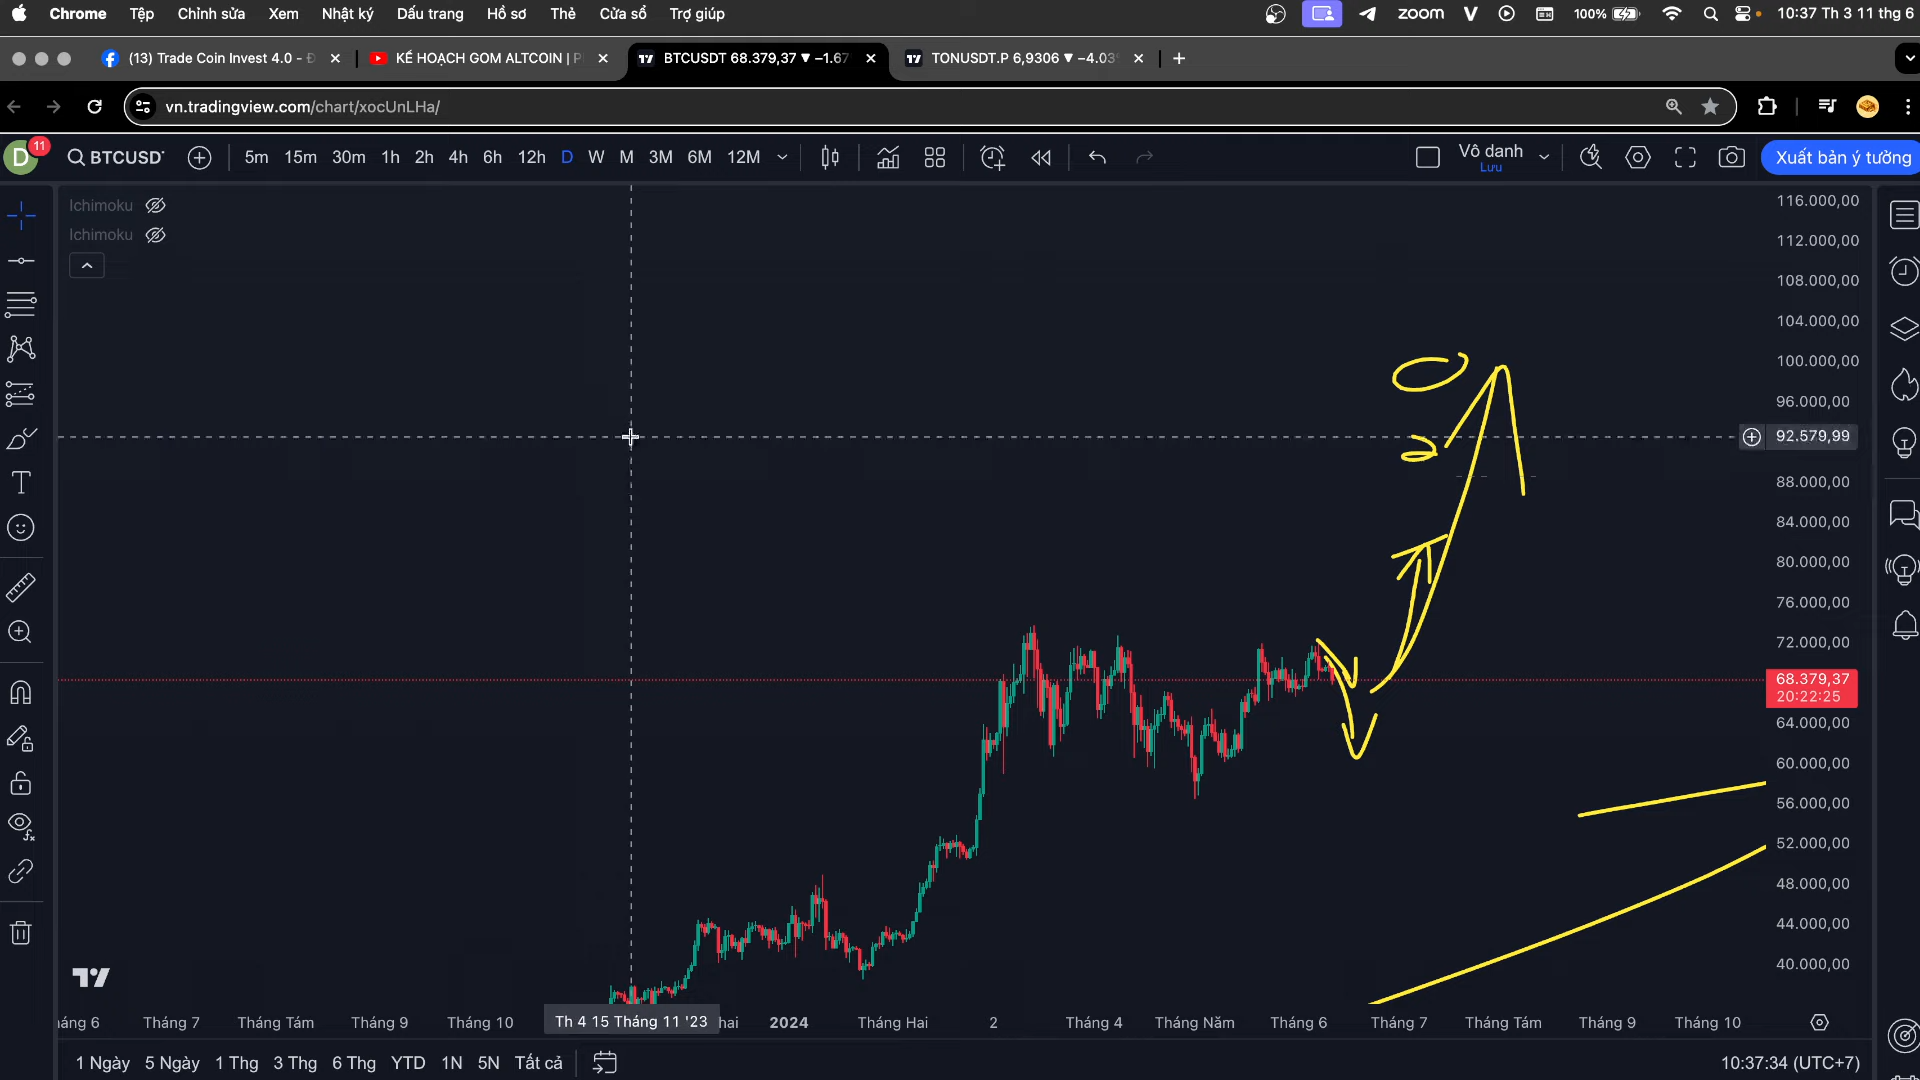 Chrome Tệp Chỉnh sửa Xem Nhật ký Dấu trang Hồ sơ Thẻ Cửa sổ Trợ giúp zoom 100% 10:37 Th 3 11 thg 6
(13) Trade Coin Invest 4.0 - KẾ HOẠCH GOM ALTCOIN | BTCUSDT 68.379,37 ▼ −1.67 TONUSDT.P 6,9306 ▼ −4.03
vn.tradingview.com/chart/xocUnLHa/
D 11 BTCUSD 5m 15m 30m 1h 2h 4h 6h 12h D W M 3M 6M 12M Vô danh Lưu Xuất bản ý tưởng
Ichimoku
Ichimoku
116.000,00
112.000,00
108.000,00
104.000,00
100.000,00
96.000,00
92.579,99
88.000,00
84.000,00
80.000,00
76.000,00
72.000,00
68.379,37
20:22:25
64.000,00
60.000,00
56.000,00
52.000,00
48.000,00
44.000,00
40.000,00
áng 6 Tháng 7 Tháng Tám Tháng 9 Tháng 10 Th 4 15 Tháng 11 '23 hai 2024 Tháng Hai 2 Tháng 4 Tháng Năm Tháng 6 Tháng 7 Tháng Tám Tháng 9 Tháng 10
1 Ngày 5 Ngày 1 Thg 3 Thg 6 Thg YTD 1N 5N Tất cả 10:37:34 (UTC+7)